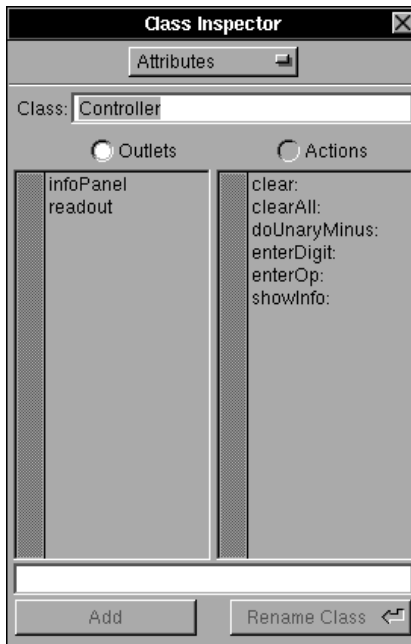 Class Inspector
Attributes
Class: Controller
Outlets Actions
infoPanel clear:
readout clearAll:
doUnaryMinus:
enterDigit:
enterOp:
showInfo:
Add Rename Class